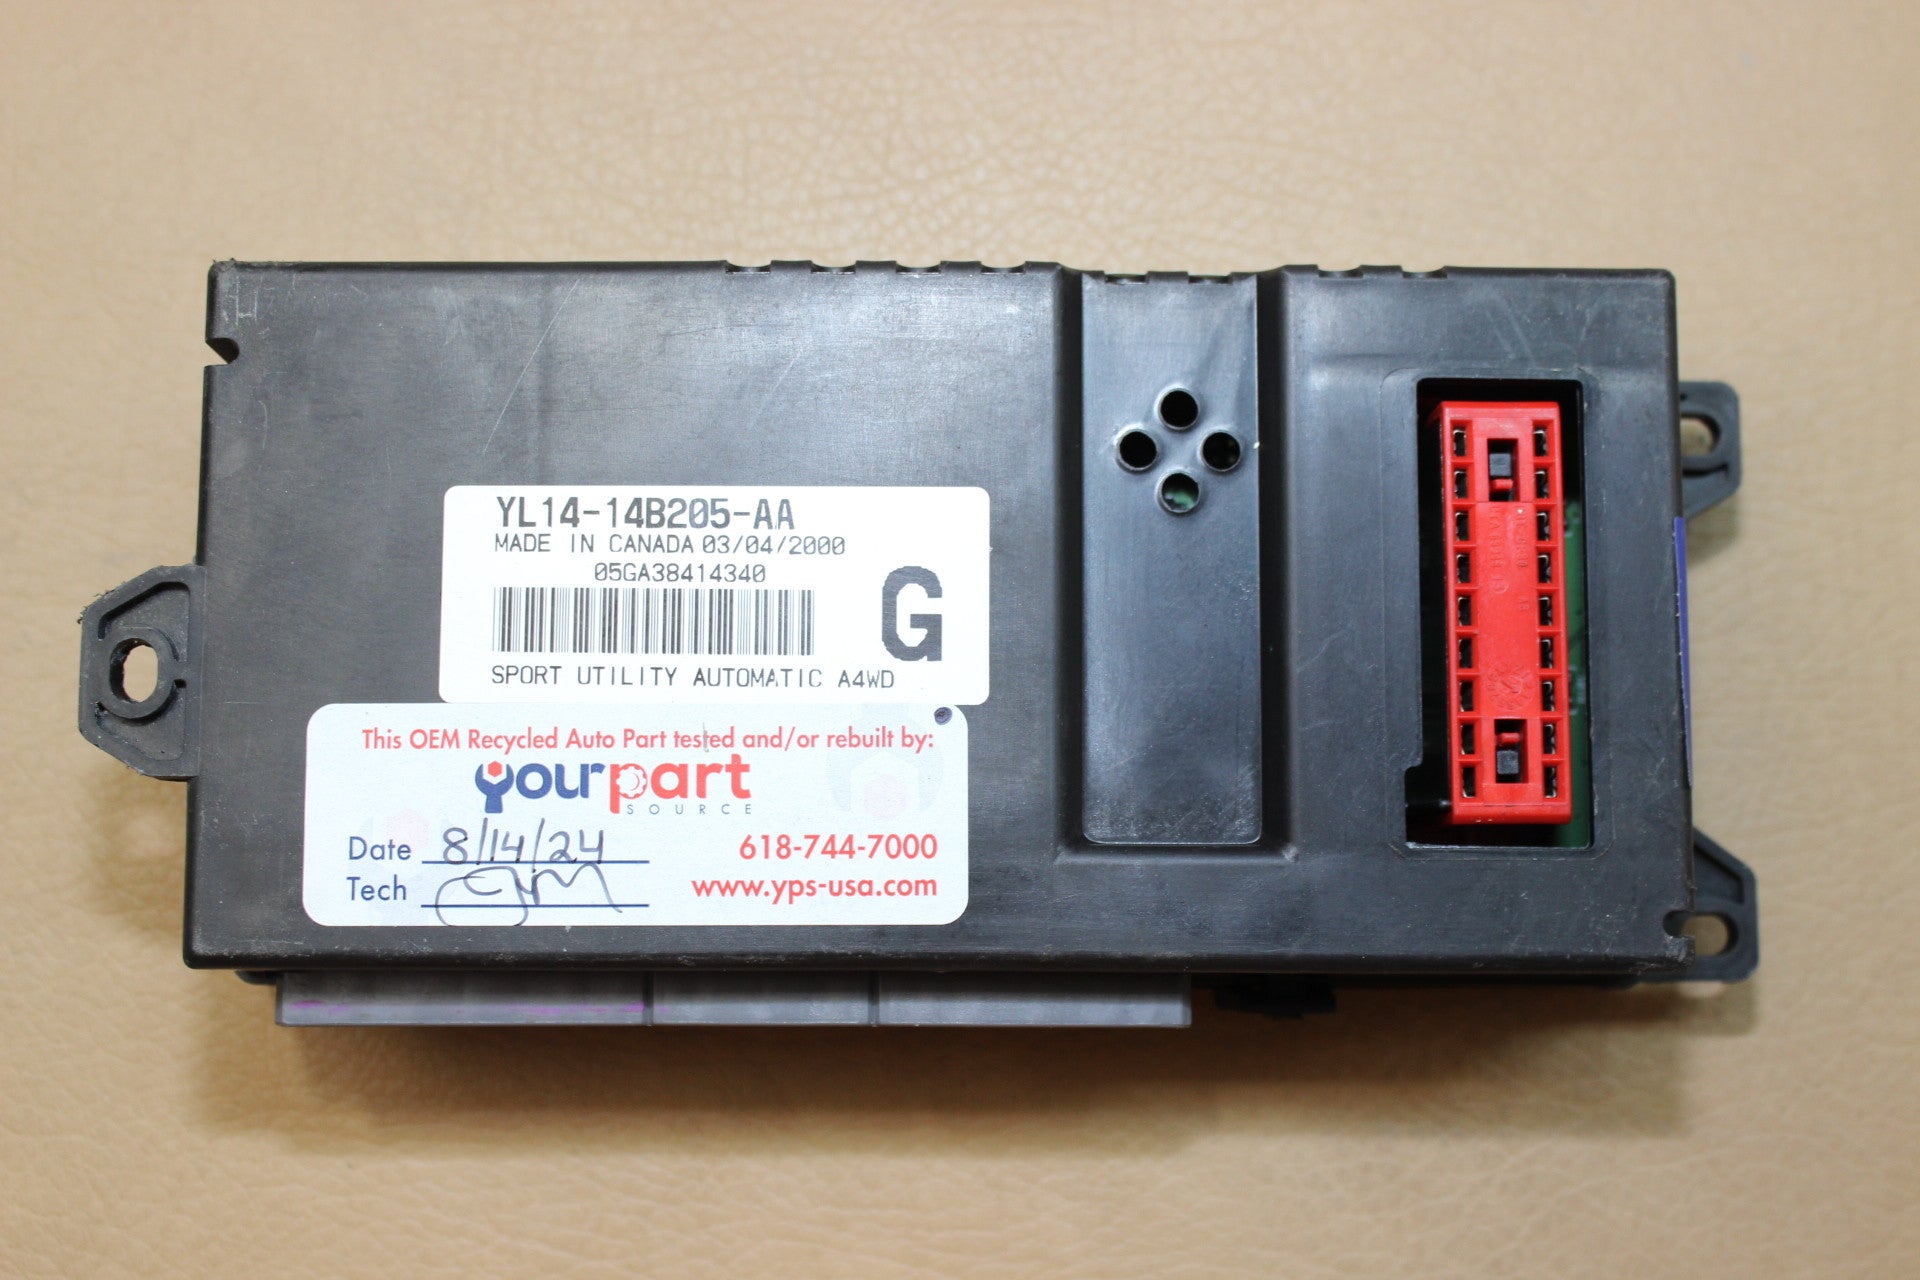 YL14-14B205-AA
MADE IN CANADA 03/04/2000
05GA38414340
G
SPORT UTILITY AUTOMATIC A4WD
This OEM Recycled Auto Part tested and/or rebuilt by:
yourpart
SOURCE
Date 8/14/24
618-744-7000
Tech
www.yps-usa.com